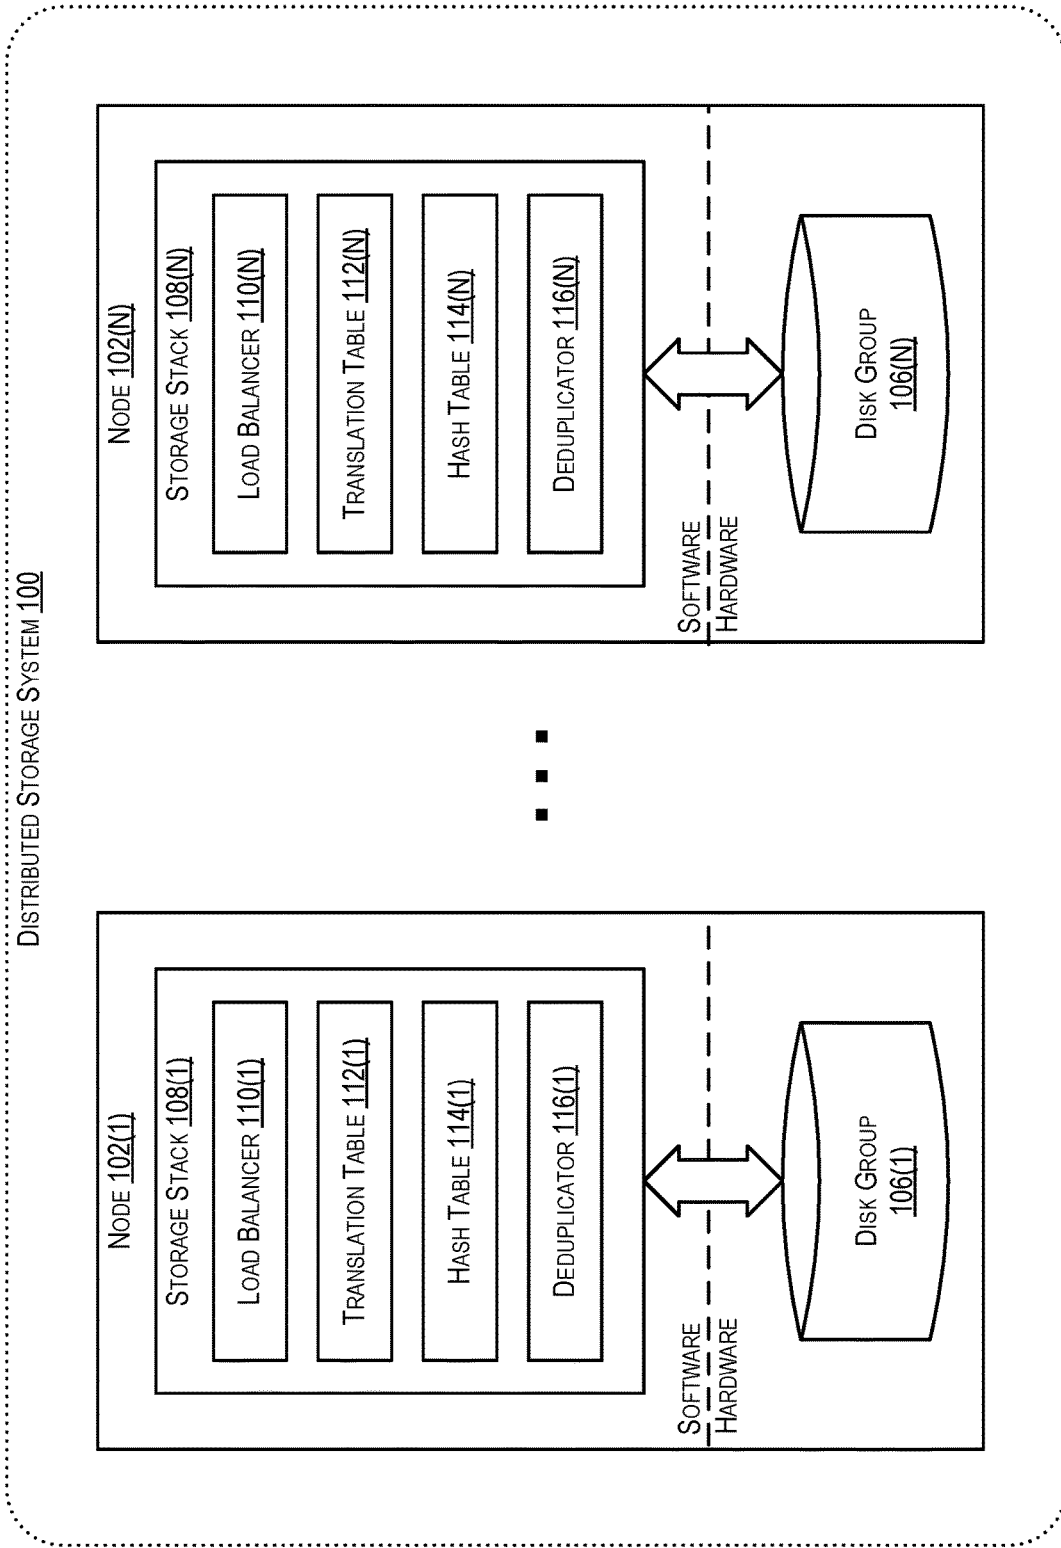 DISTRIBUTED STORAGE SYSTEM 100
NODE 102(1)
STORAGE STACK 108(1)
LOAD BALANCER 110(1)
TRANSLATION TABLE 112(1)
HASH TABLE 114(1)
DEDUPLICATOR 116(1)
SOFTWARE
HARDWARE
DISK GROUP
106(1)
NODE 102(N)
STORAGE STACK 108(N)
LOAD BALANCER 110(N)
TRANSLATION TABLE 112(N)
HASH TABLE 114(N)
DEDUPLICATOR 116(N)
SOFTWARE
HARDWARE
DISK GROUP
106(N)